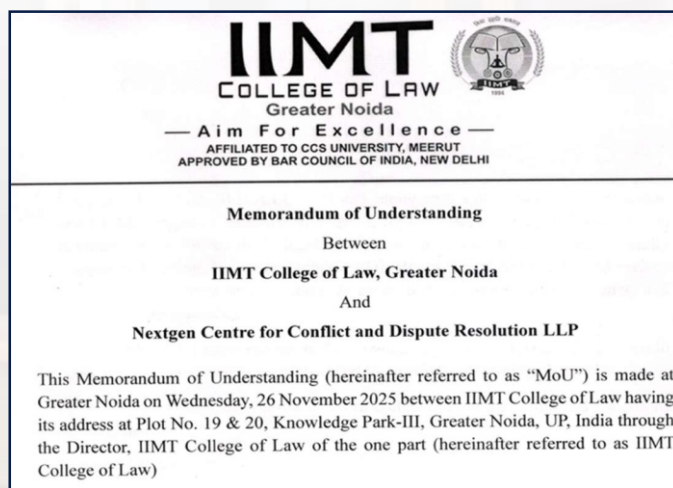 IIMT
COLLEGE OF LAW
Greater Noida
— Aim For Excellence —
AFFILIATED TO CCS UNIVERSITY, MEERUT
APPROVED BY BAR COUNCIL OF INDIA, NEW DELHI
IIMT
1994
Memorandum of Understanding
Between
IIMT College of Law, Greater Noida
And
Nextgen Centre for Conflict and Dispute Resolution LLP
This Memorandum of Understanding (hereinafter referred to as “MoU”) is made at
Greater Noida on Wednesday, 26 November 2025 between IIMT College of Law having
its address at Plot No. 19 & 20, Knowledge Park-III, Greater Noida, UP, India through
the Director, IIMT College of Law of the one part (hereinafter referred to as IIMT
College of Law)